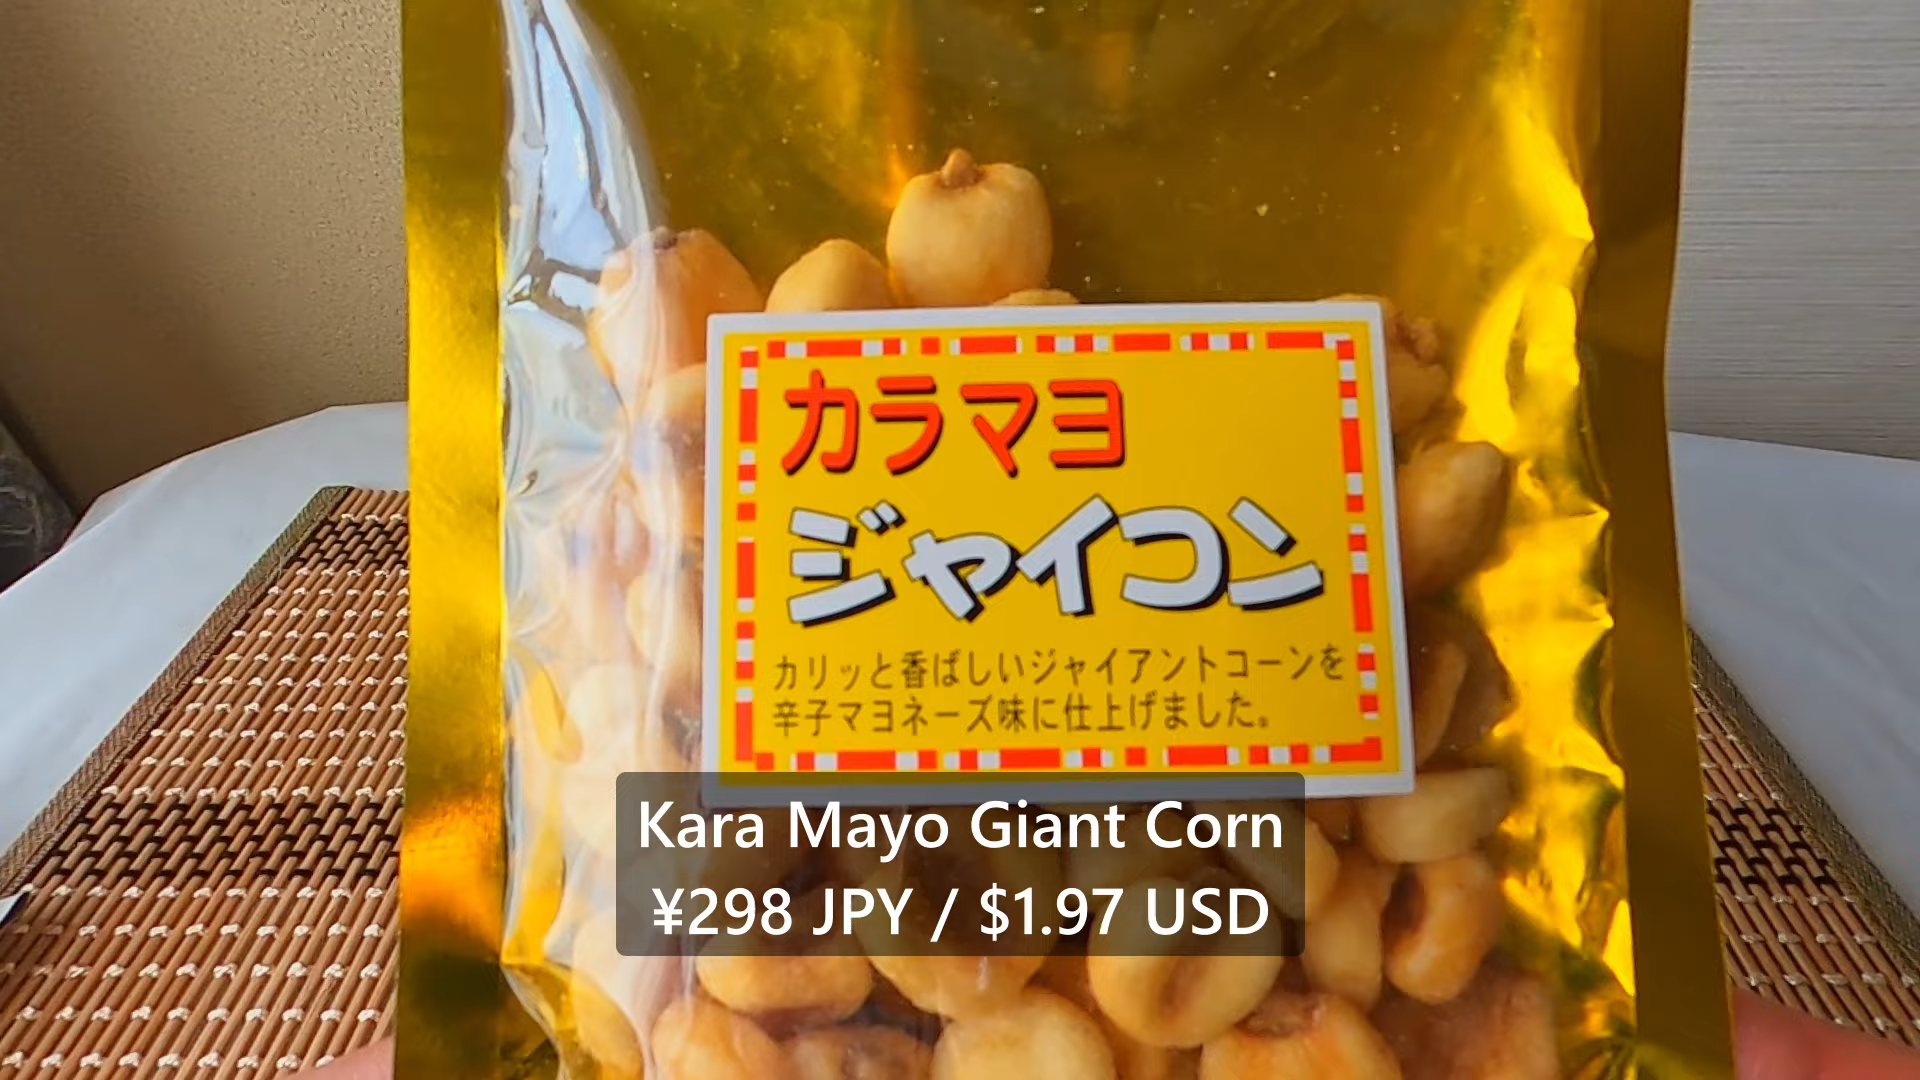 カラマヨ
ジャイコン
カリッと香ばしいジャイアントコーンを
辛子マヨネーズ味に仕上げました。
Kara Mayo Giant Corn
¥298 JPY / $1.97 USD